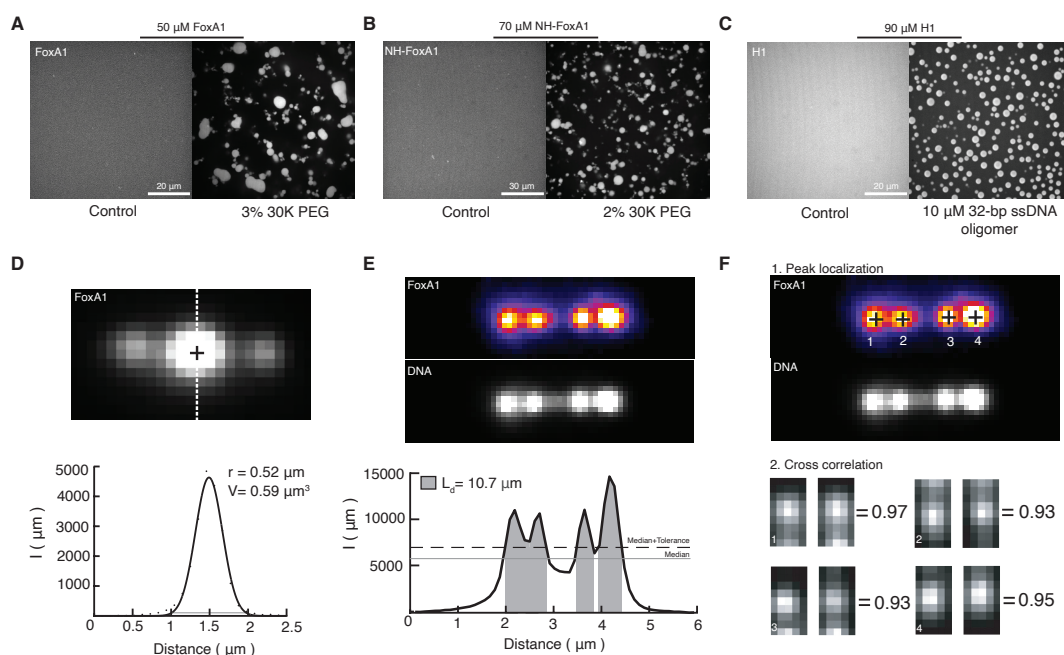 A
50 μM FoxA1
FoxA1
20 μm
Control
3% 30K PEG
B
70 μM NH-FoxA1
NH-FoxA1
30 μm
Control
2% 30K PEG
C
90 μM H1
H1
20 μm
Control
10 μM 32-bp ssDNA
oligomer
D
FoxA1
r = 0.52 μm
V= 0.59 μm³
I ( μm )
5000
4000
3000
2000
1000
0 1 1.5 2 2.5
Distance ( μm )
E
FoxA1
DNA
L_d = 10.7 μm
Median+Tolerance
Median
I ( μm )
15000
10000
5000
0 1 2 3 4 5 6
Distance ( μm )
F
1. Peak localization
FoxA1
1 2 3 4
DNA
2. Cross correlation
1 =0.97
2 =0.93
3 =0.93
4 =0.95